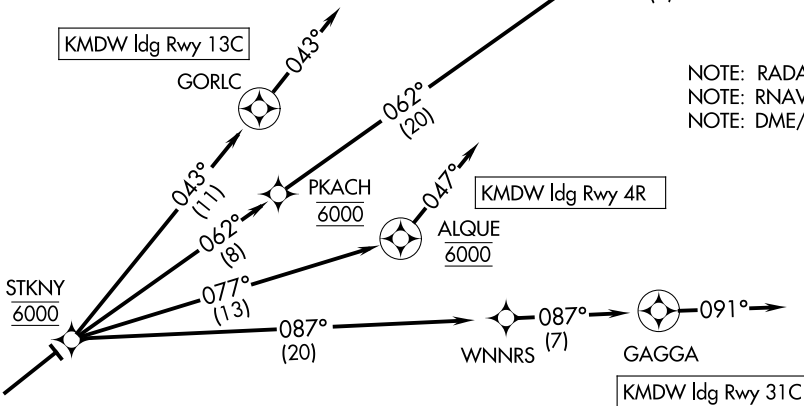 KMDW ldg Rwy 13C
GORLC
043°
043°
(11)
062°
(20)
NOTE: RADA
NOTE: RNAV
NOTE: DME/
PKACH
6000
062°
(8)
047°
KMDW ldg Rwy 4R
ALQUE
6000
077°
(13)
STKNY
6000
087°
(20)
WNNRS
087°
(7)
GAGGA
091°
KMDW ldg Rwy 31C